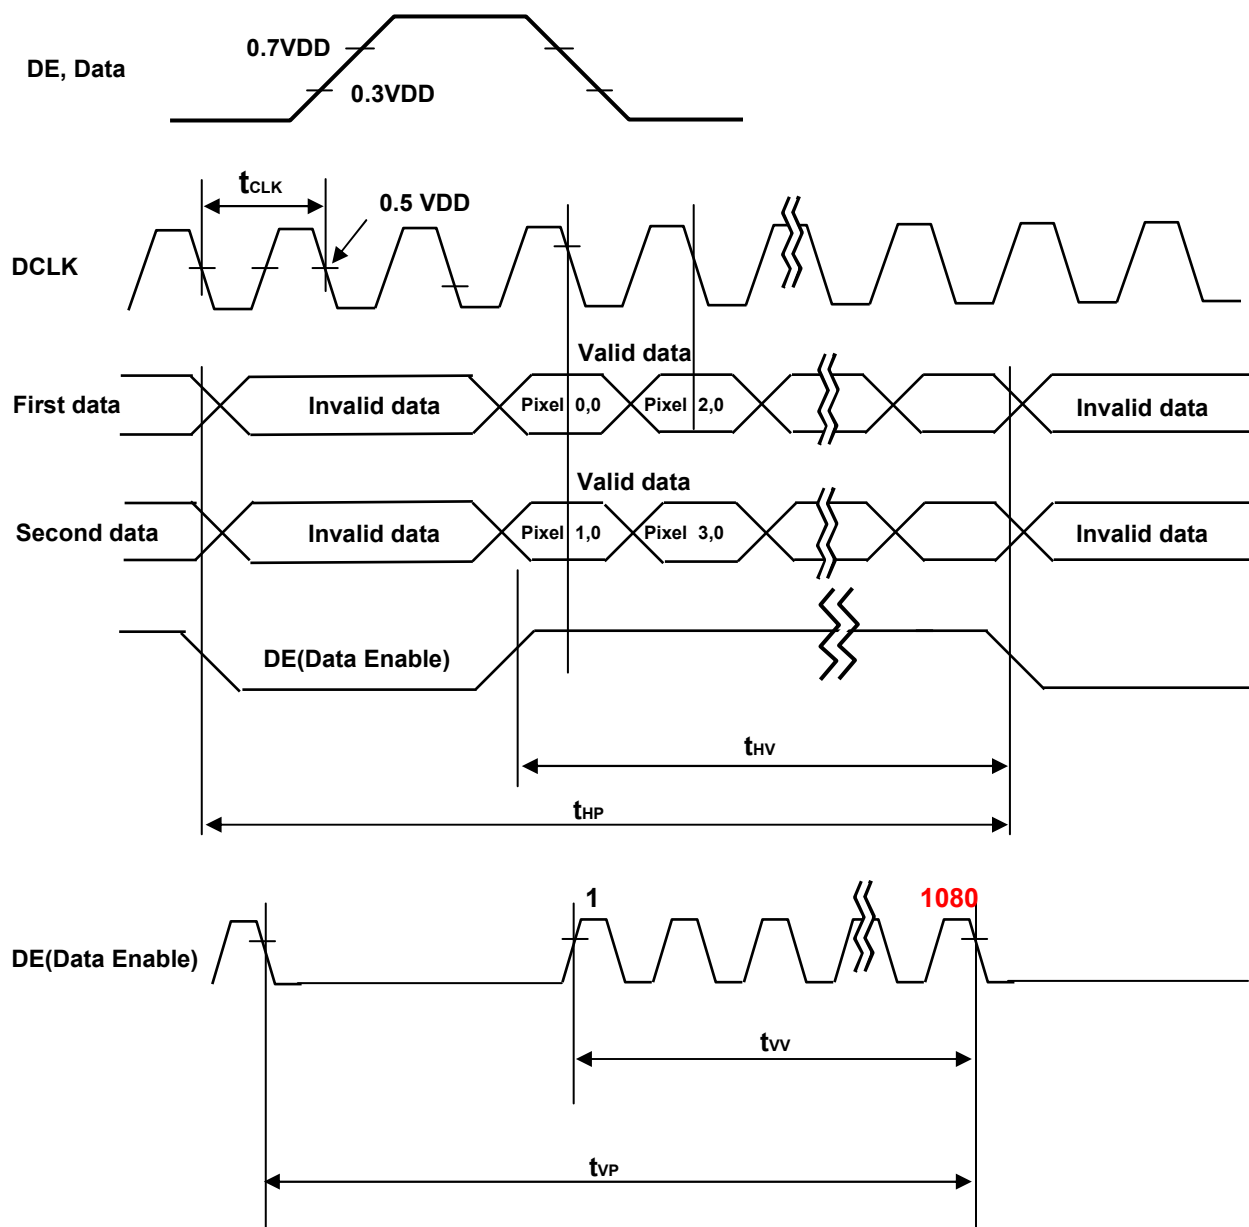 0.7VDD
DE, Data
0.3VDD
tCLK
0.5 VDD
DCLK
Valid data
First data
Invalid data
Pixel 0,0
Pixel 2,0
Invalid data
Valid data
Second data
Invalid data
Pixel 1,0
Pixel 3,0
Invalid data
DE(Data Enable)
tHV
tHP
1
1080
DE(Data Enable)
tVV
tVP